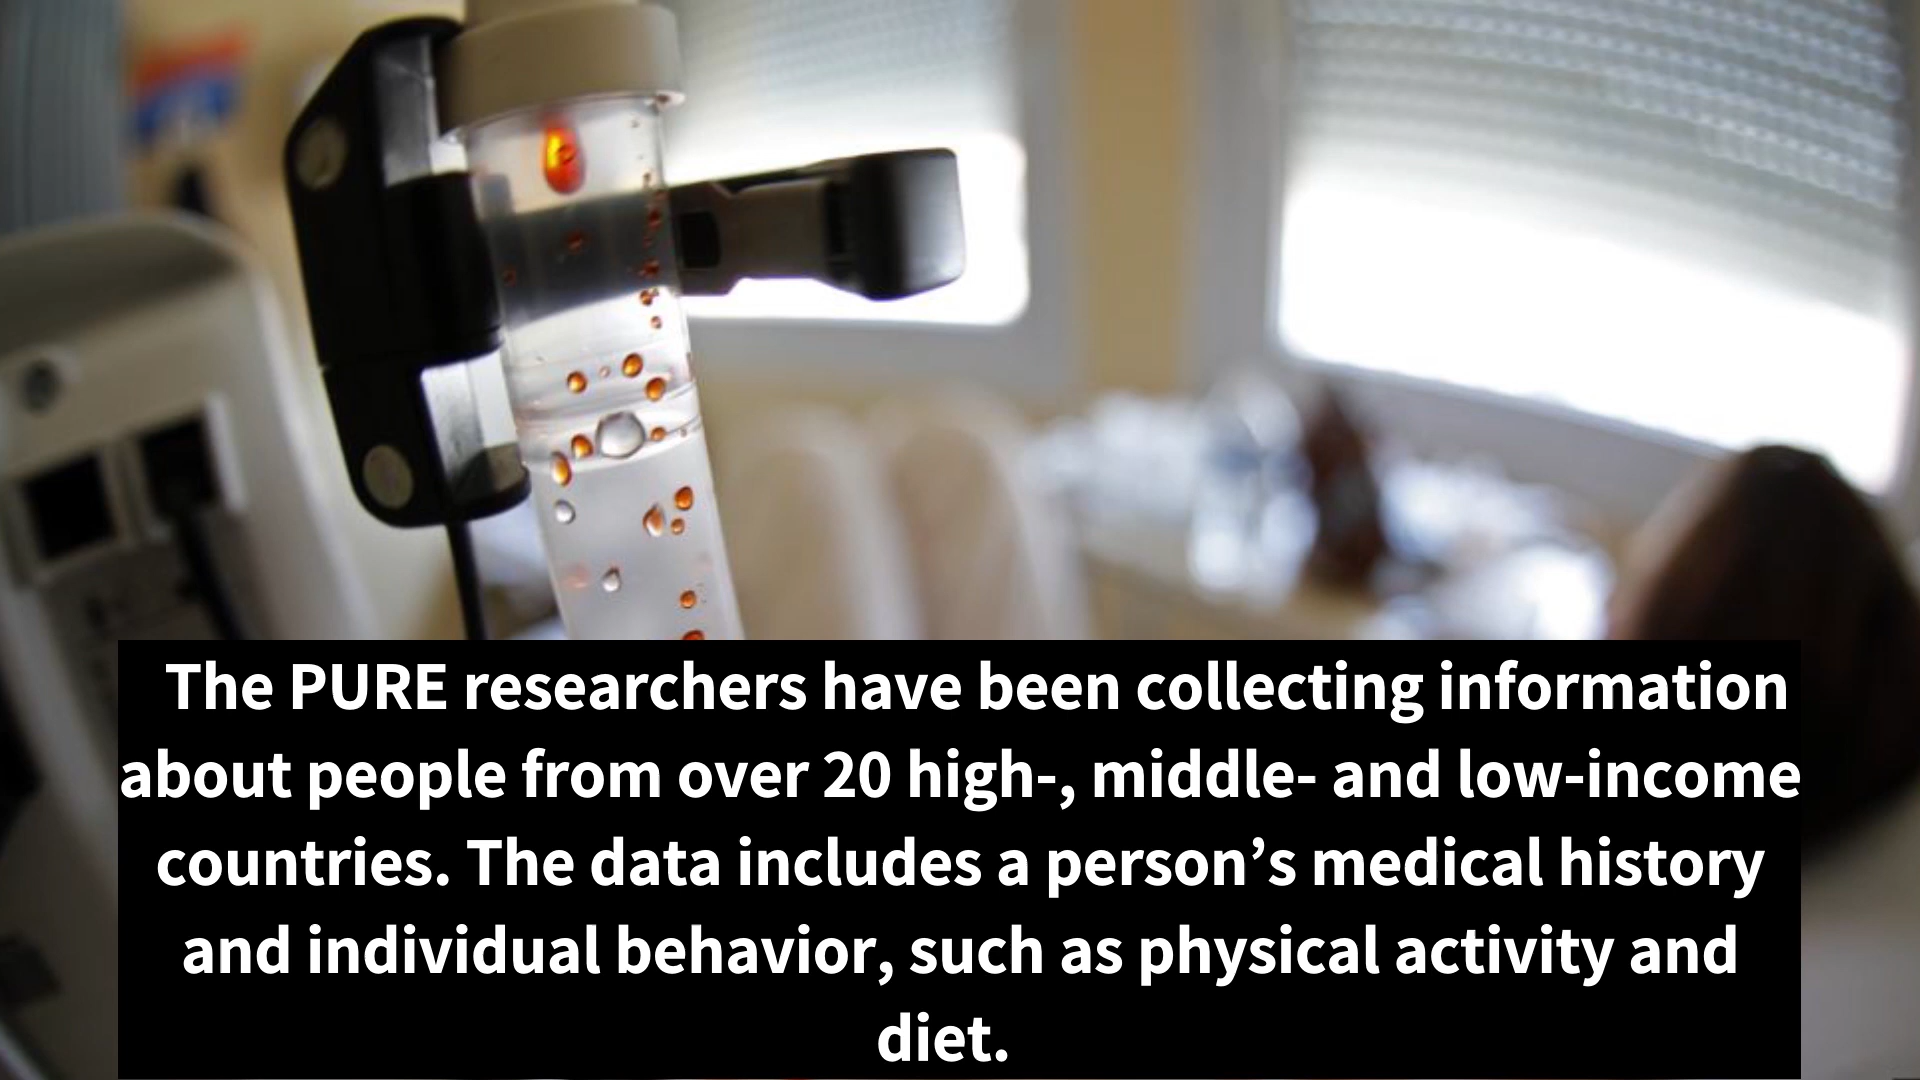 The PURE researchers have been collecting information
about people from over 20 high-, middle- and low-income
countries. The data includes a person’s medical history
and individual behavior, such as physical activity and
diet.